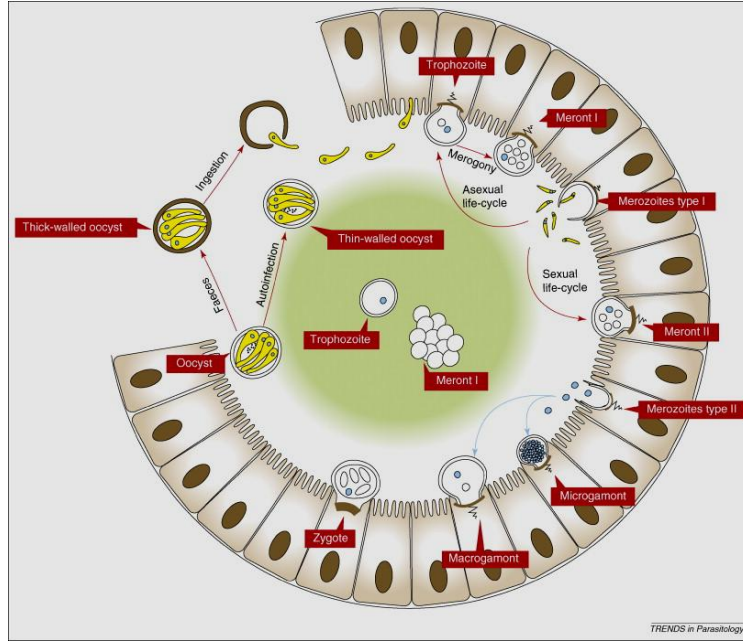 Trophozoite
Meront I
Merogony
Ingestion
Asexual
life-cycle
Merozoites type I
Thick-walled oocyst
Thin-walled oocyst
Sexual
life-cycle
Faeces
Autoinfection
Meront II
Trophozoite
Oocyst
Meront I
Merozoites type II
Microgamont
Zygote
Macrogamont
TRENDS in Parasitology